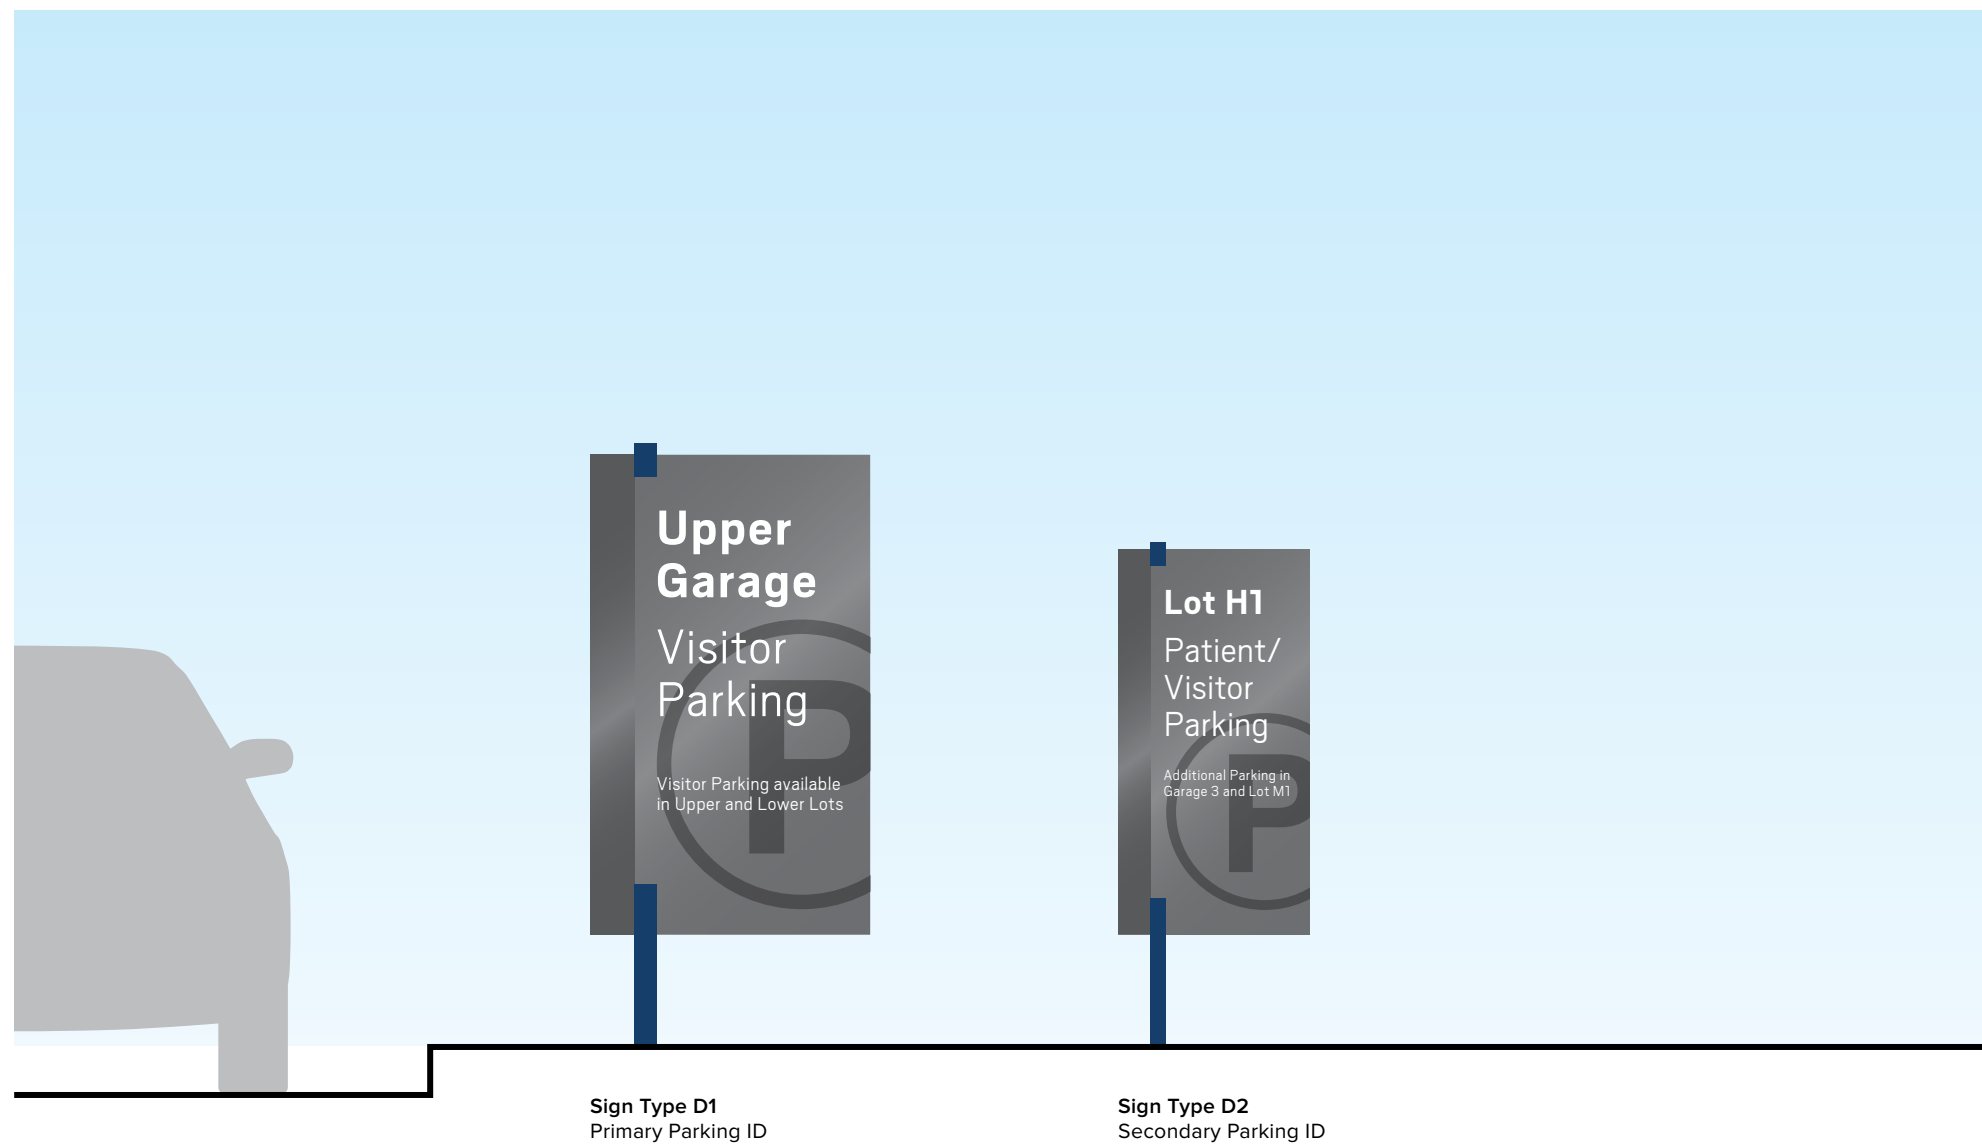 Upper
Garage
Visitor
Parking
Visitor Parking available
in Upper and Lower Lots
P
Lot H1
Patient/
Visitor
Parking
Additional Parking in
Garage 3 and Lot M1
P
Sign Type D1
Primary Parking ID
Sign Type D2
Secondary Parking ID